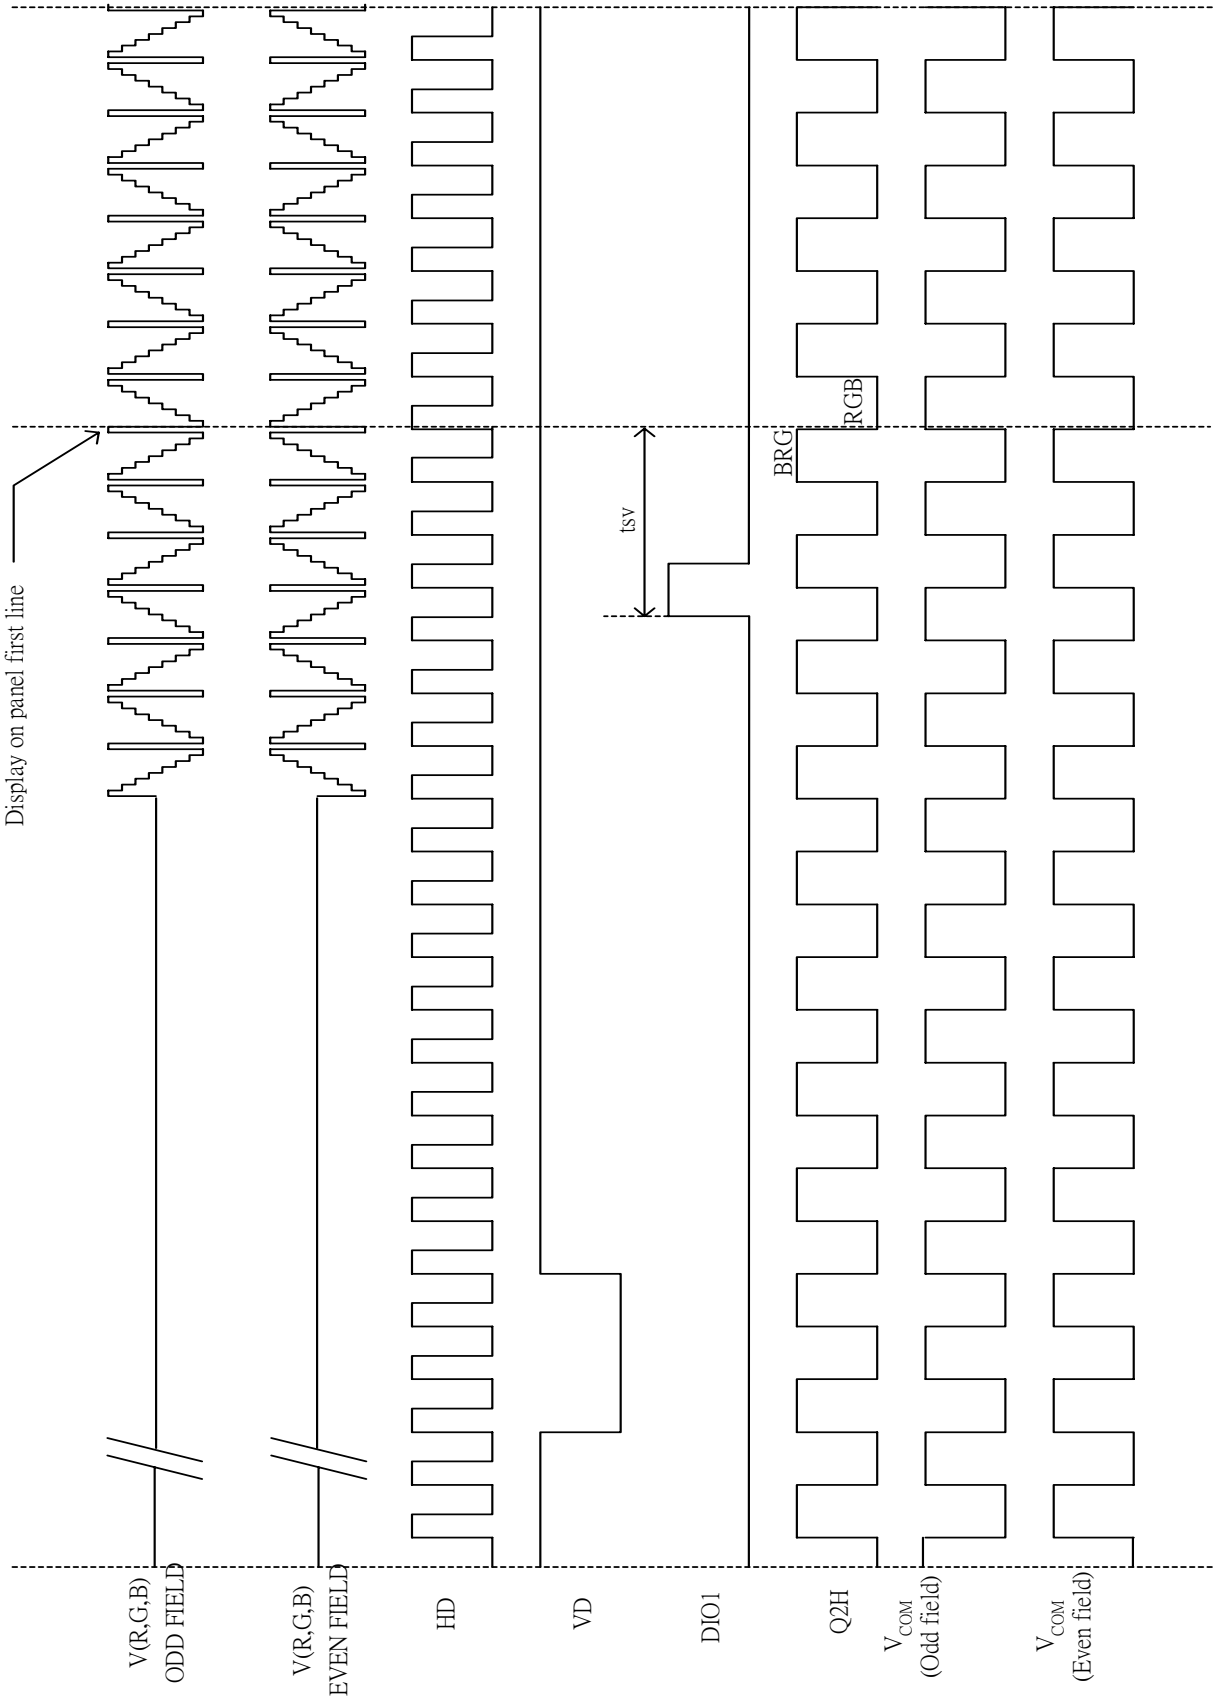 Display on panel first line
V(R,G,B)
ODD FIELD
V(R,G,B)
EVEN FIELD
HD
VD
tsv
DIO1
BRG
RGB
Q2H
VCOM
(Odd field)
VCOM
(Even field)